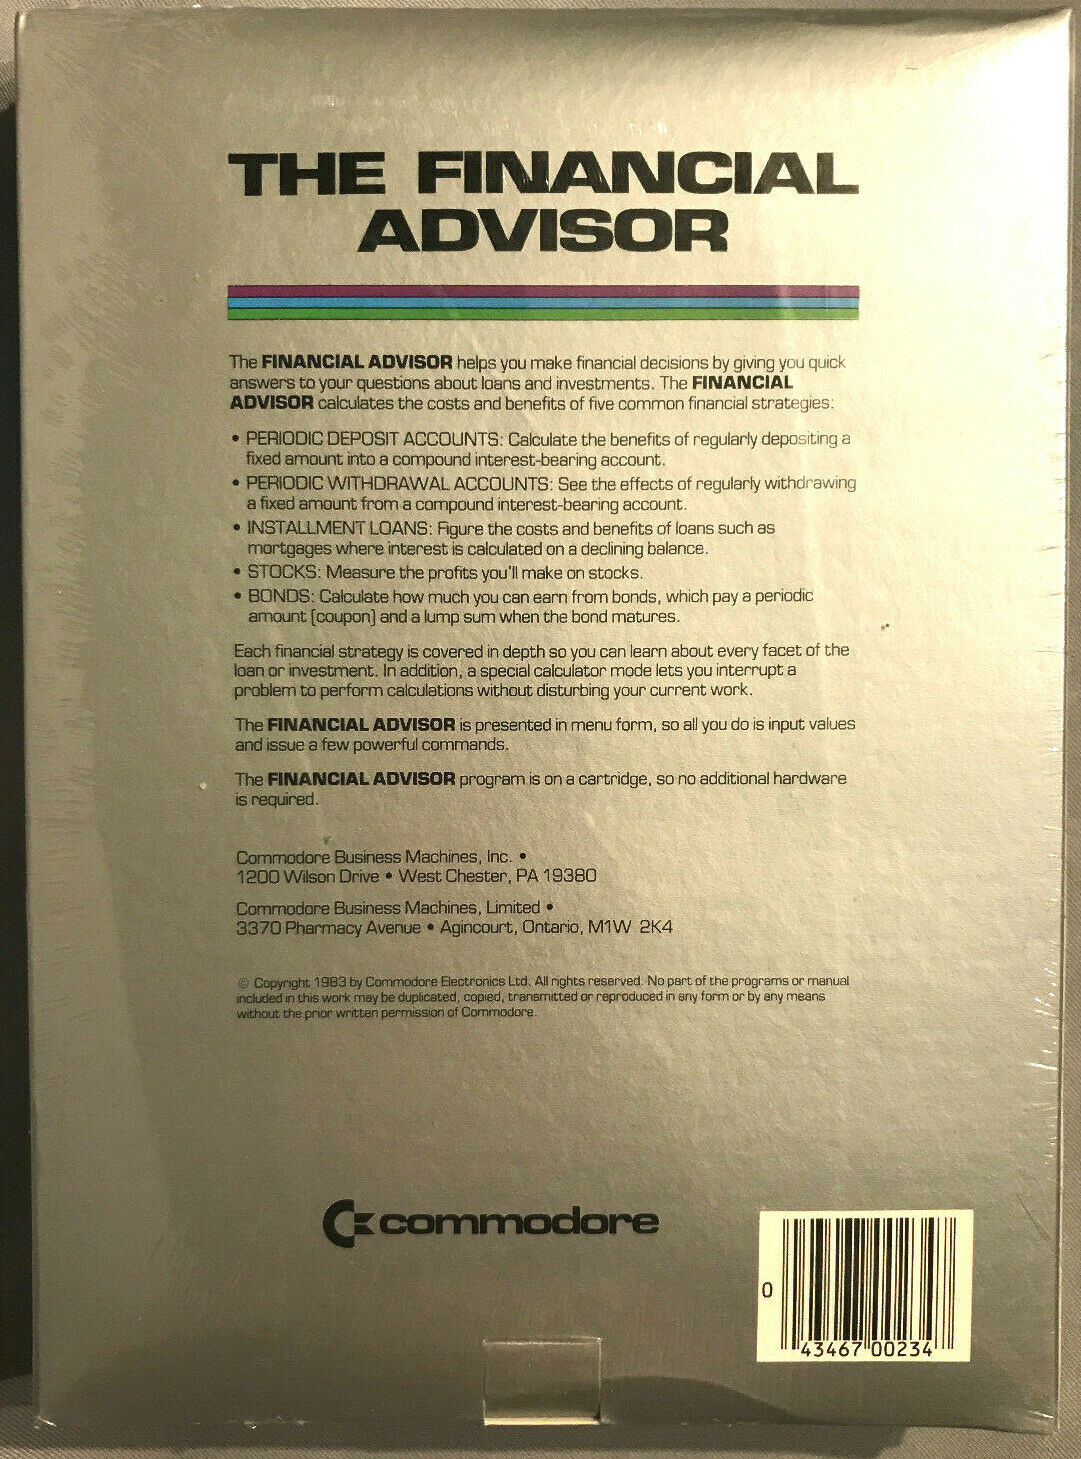 THE FINANCIAL
ADVISOR
The FINANCIAL ADVISOR helps you make financial decisions by giving you quick
answers to your questions about loans and investments. The FINANCIAL
ADVISOR calculates the costs and benefits of five common financial strategies:
• PERIODIC DEPOSIT ACCOUNTS: Calculate the benefits of regularly depositing a
fixed amount into a compound interest-bearing account.
• PERIODIC WITHDRAWAL ACCOUNTS: See the effects of regularly withdrawing
a fixed amount from a compound interest-bearing account.
• INSTALLMENT LOANS: Figure the costs and benefits of loans such as
mortgages where interest is calculated on a declining balance.
• STOCKS: Measure the profits you'll make on stocks.
• BONDS: Calculate how much you can earn from bonds, which pay a periodic
amount [coupon] and a lump sum when the bond matures.
Each financial strategy is covered in depth so you can learn about every facet of the
loan or investment. In addition, a special calculator mode lets you interrupt a
problem to perform calculations without disturbing your current work.
The FINANCIAL ADVISOR is presented in menu form, so all you do is input values
and issue a few powerful commands.
The FINANCIAL ADVISOR program is on a cartridge, so no additional hardware
is required.
Commodore Business Machines, Inc. •
1200 Wilson Drive • West Chester, PA 19380
Commodore Business Machines, Limited •
3370 Pharmacy Avenue • Agincourt, Ontario, M1W 2K4
© Copyright 1983 by Commodore Electronics Ltd. All rights reserved. No part of the programs or manual
included in this work may be duplicated, copied, transmitted or reproduced in any form or by any means
without the prior written permission of Commodore.
commodore
0 43467 00234